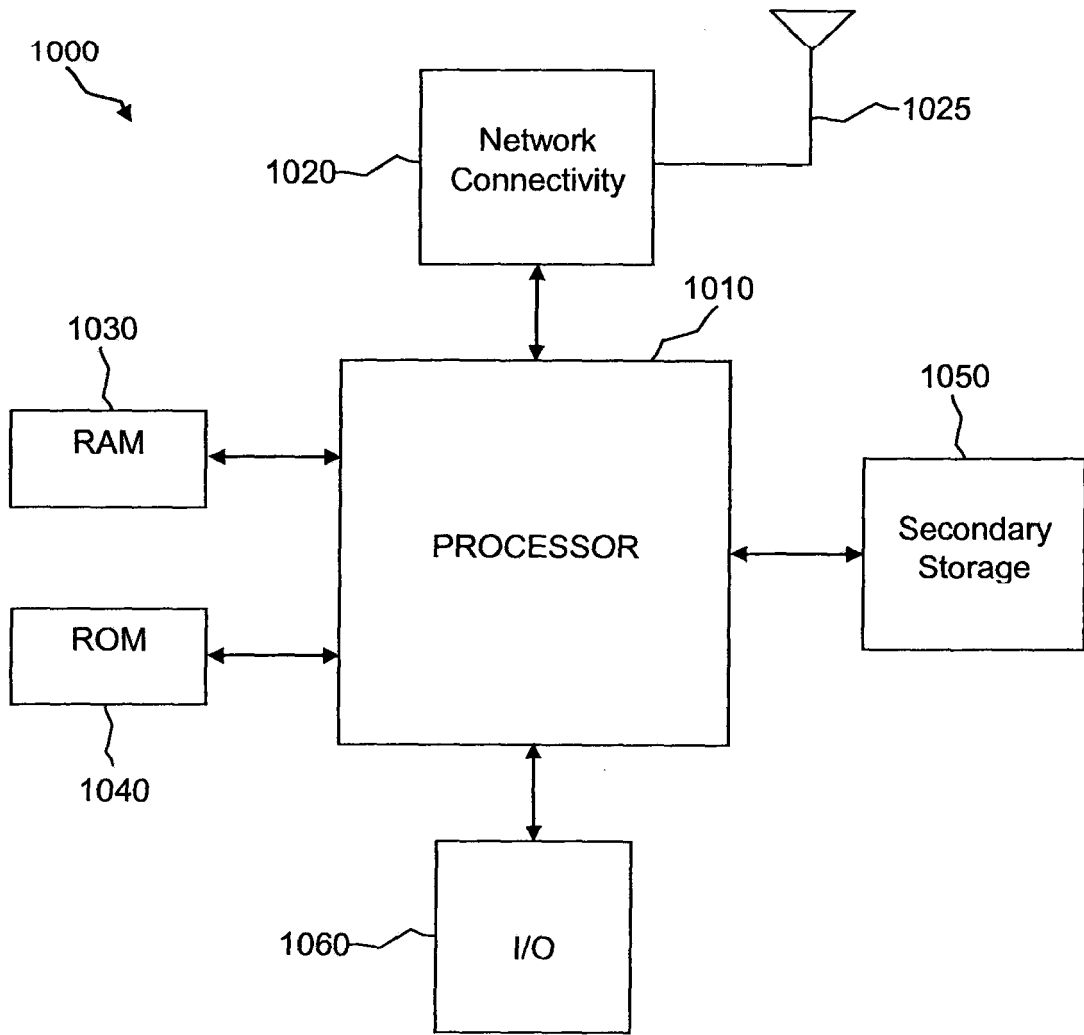 1000
Network
Connectivity
1020
1025
1010
1030
RAM
1050
PROCESSOR
Secondary
Storage
ROM
1040
1060
I/O